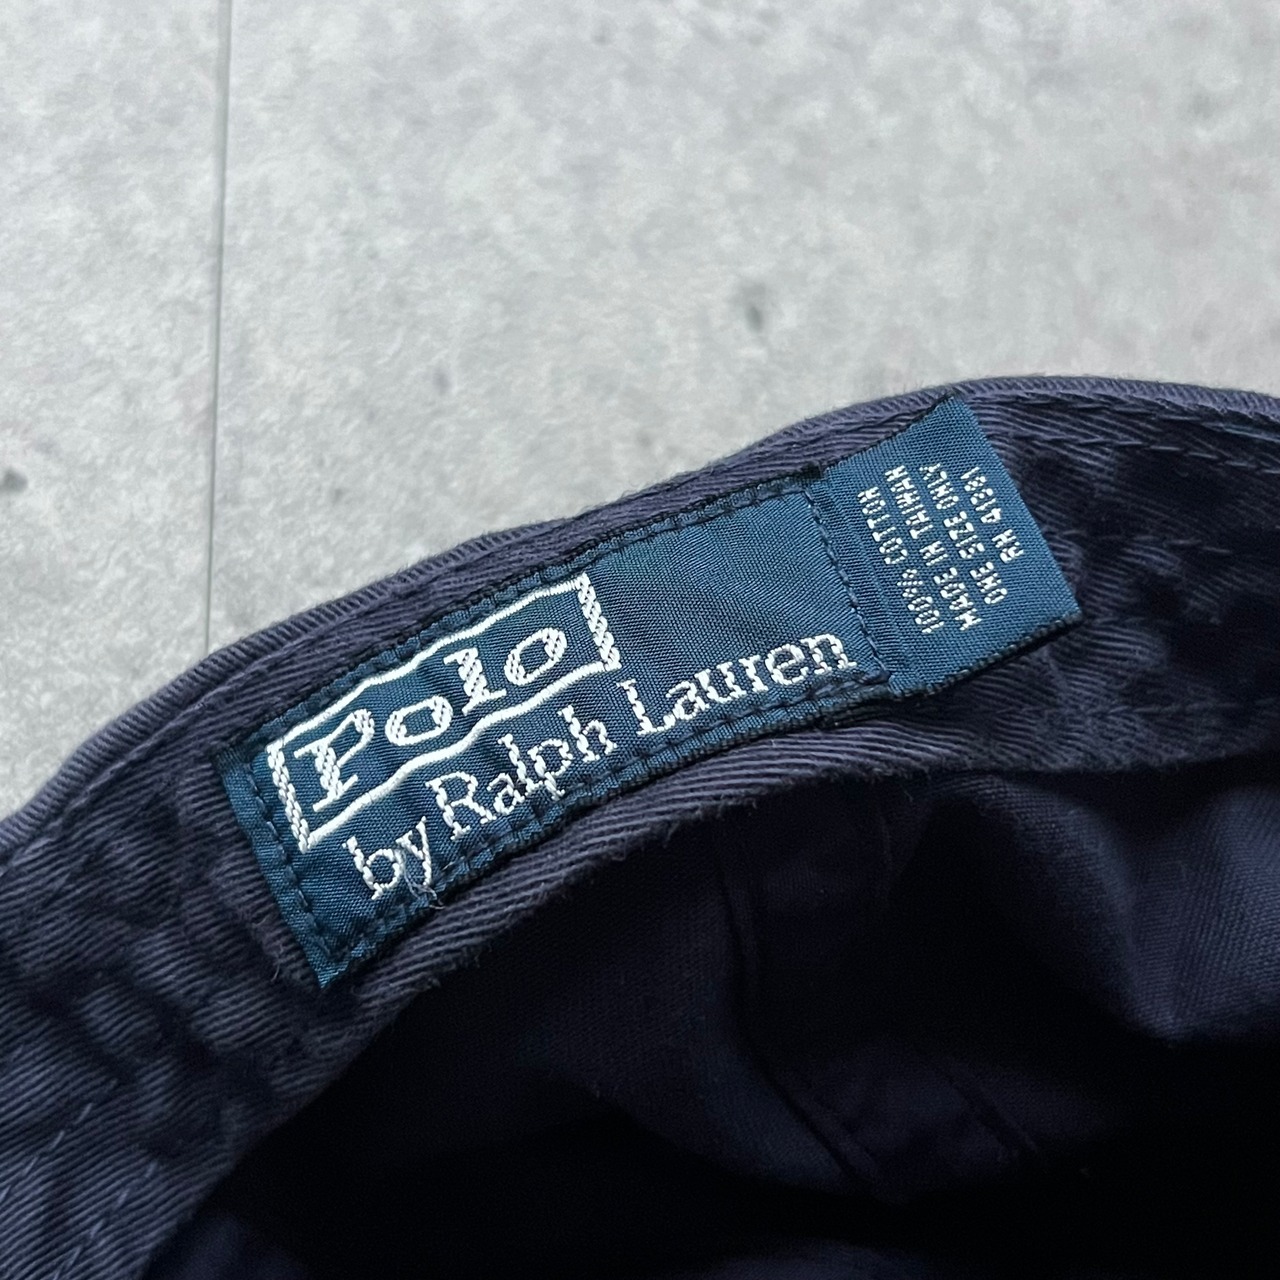 Polo
by Ralph Lauren
100% COTTON
MADE IN TAIWAN
ONE SIZE ONLY
RN 41381